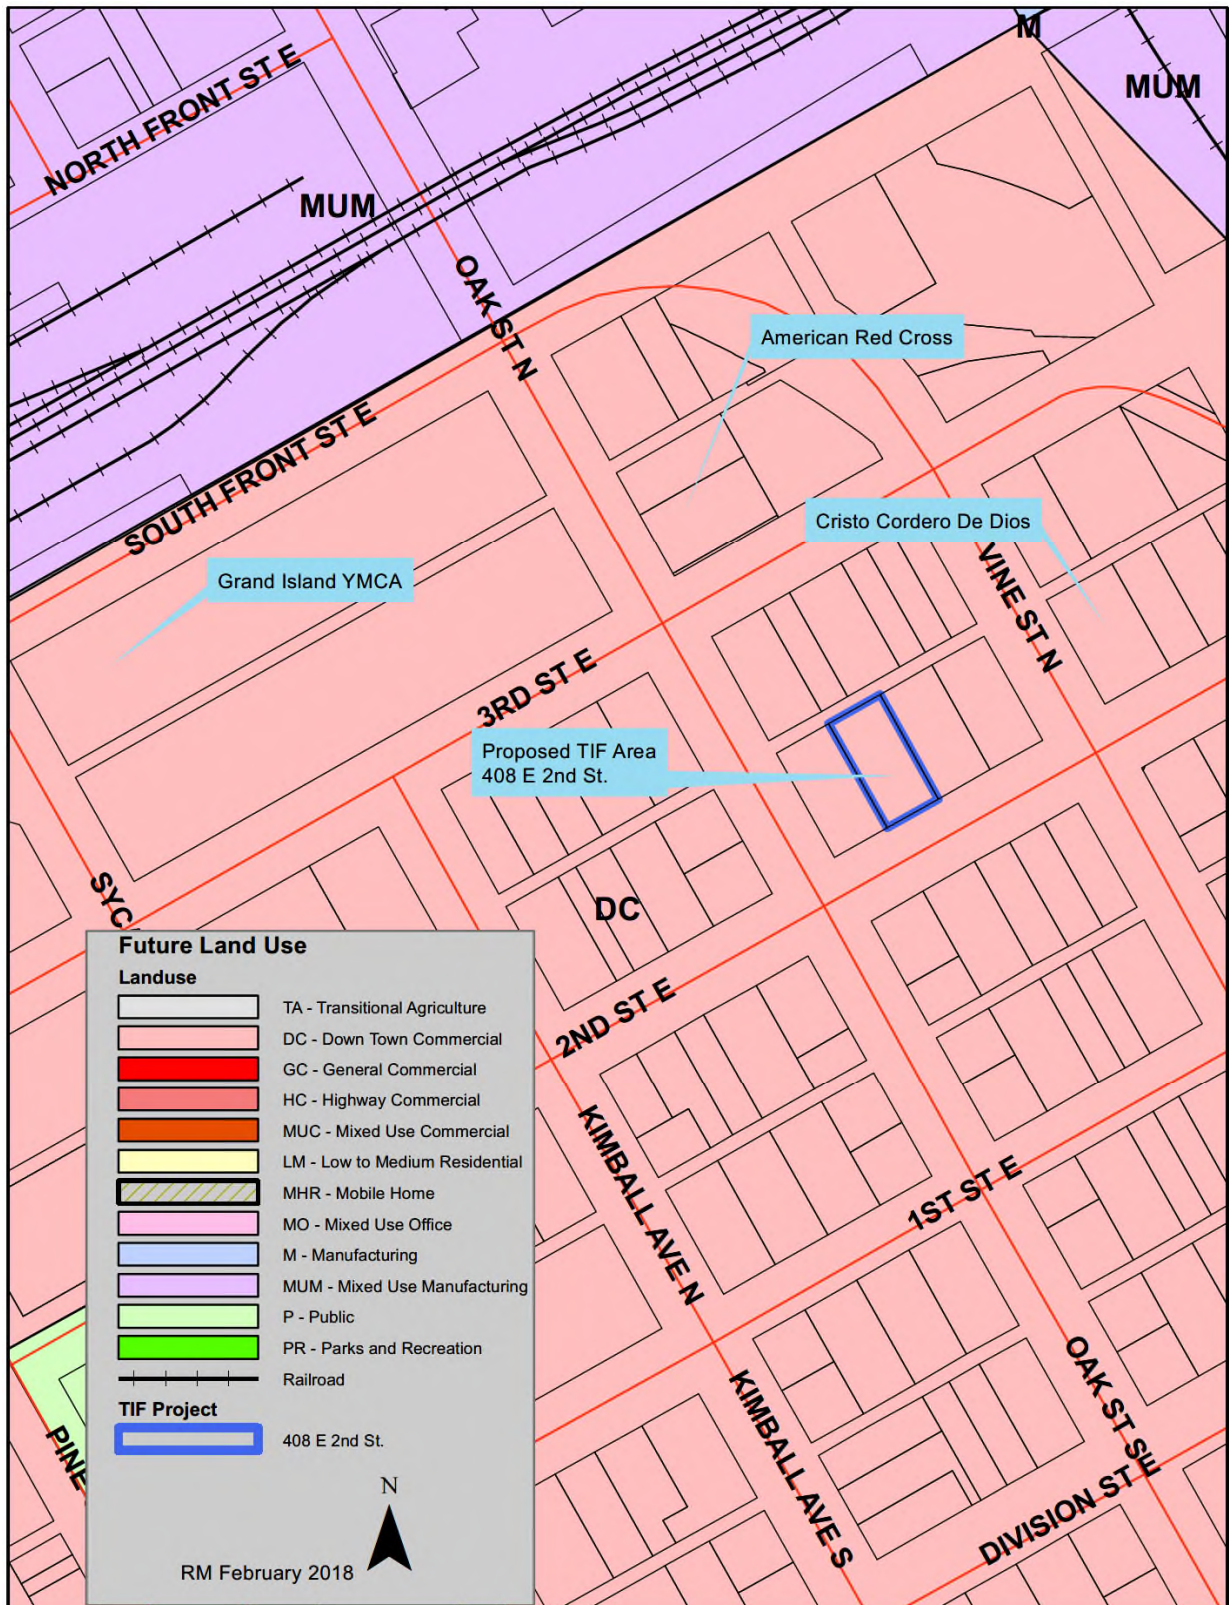 M
MUM
NORTH FRONT ST E
MUM
OAK ST N
American Red Cross
SOUTH FRONT ST E
Cristo Cordero De Dios
Grand Island YMCA
VINE ST N
3RD ST E
Proposed TIF Area
408 E 2nd St.
SYC
DC
2ND ST E
KIMBALL AVE N
1ST ST E
OAK ST SE
KIMBALL AVE S
DIVISION ST E
PINE
Future Land Use
Landuse
TA - Transitional Agriculture
DC - Down Town Commercial
GC - General Commercial
HC - Highway Commercial
MUC - Mixed Use Commercial
LM - Low to Medium Residential
MHR - Mobile Home
MO - Mixed Use Office
M - Manufacturing
MUM - Mixed Use Manufacturing
P - Public
PR - Parks and Recreation
Railroad
TIF Project
408 E 2nd St.
N
RM February 2018